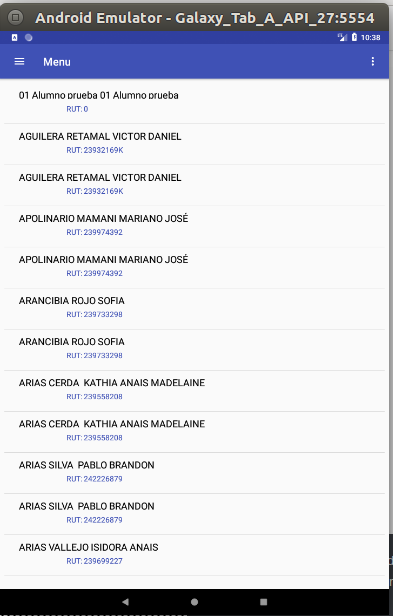 Android Emulator - Galaxy_Tab_A_API_27:5554
10:38
Menu
01 Alumno prueba 01 Alumno prueba
RUT: 0
AGUILERA RETAMAL VICTOR DANIEL
RUT: 23932169K
AGUILERA RETAMAL VICTOR DANIEL
RUT: 23932169K
APOLINARIO MAMANI MARIANO JOSÉ
RUT: 239974392
APOLINARIO MAMANI MARIANO JOSÉ
RUT: 239974392
ARANCIBIA ROJO SOFIA
RUT: 239733298
ARANCIBIA ROJO SOFIA
RUT: 239733298
ARIAS CERDA  KATHIA ANAIS MADELAINE
RUT: 239558208
ARIAS CERDA  KATHIA ANAIS MADELAINE
RUT: 239558208
ARIAS SILVA  PABLO BRANDON
RUT: 242226879
ARIAS SILVA  PABLO BRANDON
RUT: 242226879
ARIAS VALLEJO ISIDORA ANAIS
RUT: 239699227